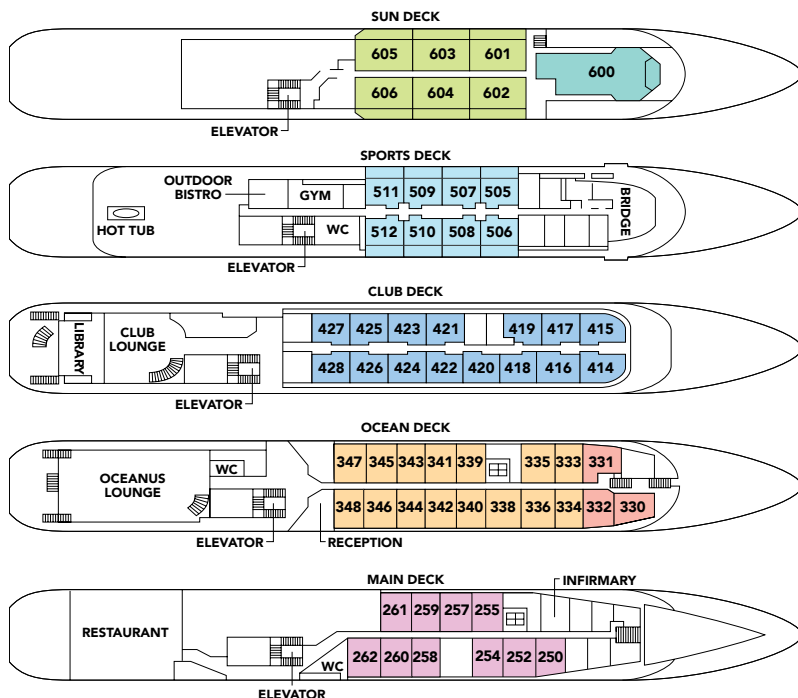 SUN DECK
605 603 601
600
606 604 602
ELEVATOR
SPORTS DECK
OUTDOOR
BISTRO
GYM
511 509 507 505
BRIDGE
HOT TUB
WC
512 510 508 506
ELEVATOR
CLUB DECK
LIBRARY
CLUB
LOUNGE
427 425 423 421 419 417 415
428 426 424 422 420 418 416 414
ELEVATOR
OCEAN DECK
WC
347 345 343 341 339 335 333 331
OCEANUS
LOUNGE
348 346 344 342 340 338 336 334 332 330
ELEVATOR
RECEPTION
MAIN DECK
INFIRMARY
261 259 257 255
RESTAURANT
WC
262 260 258 254 252 250
ELEVATOR